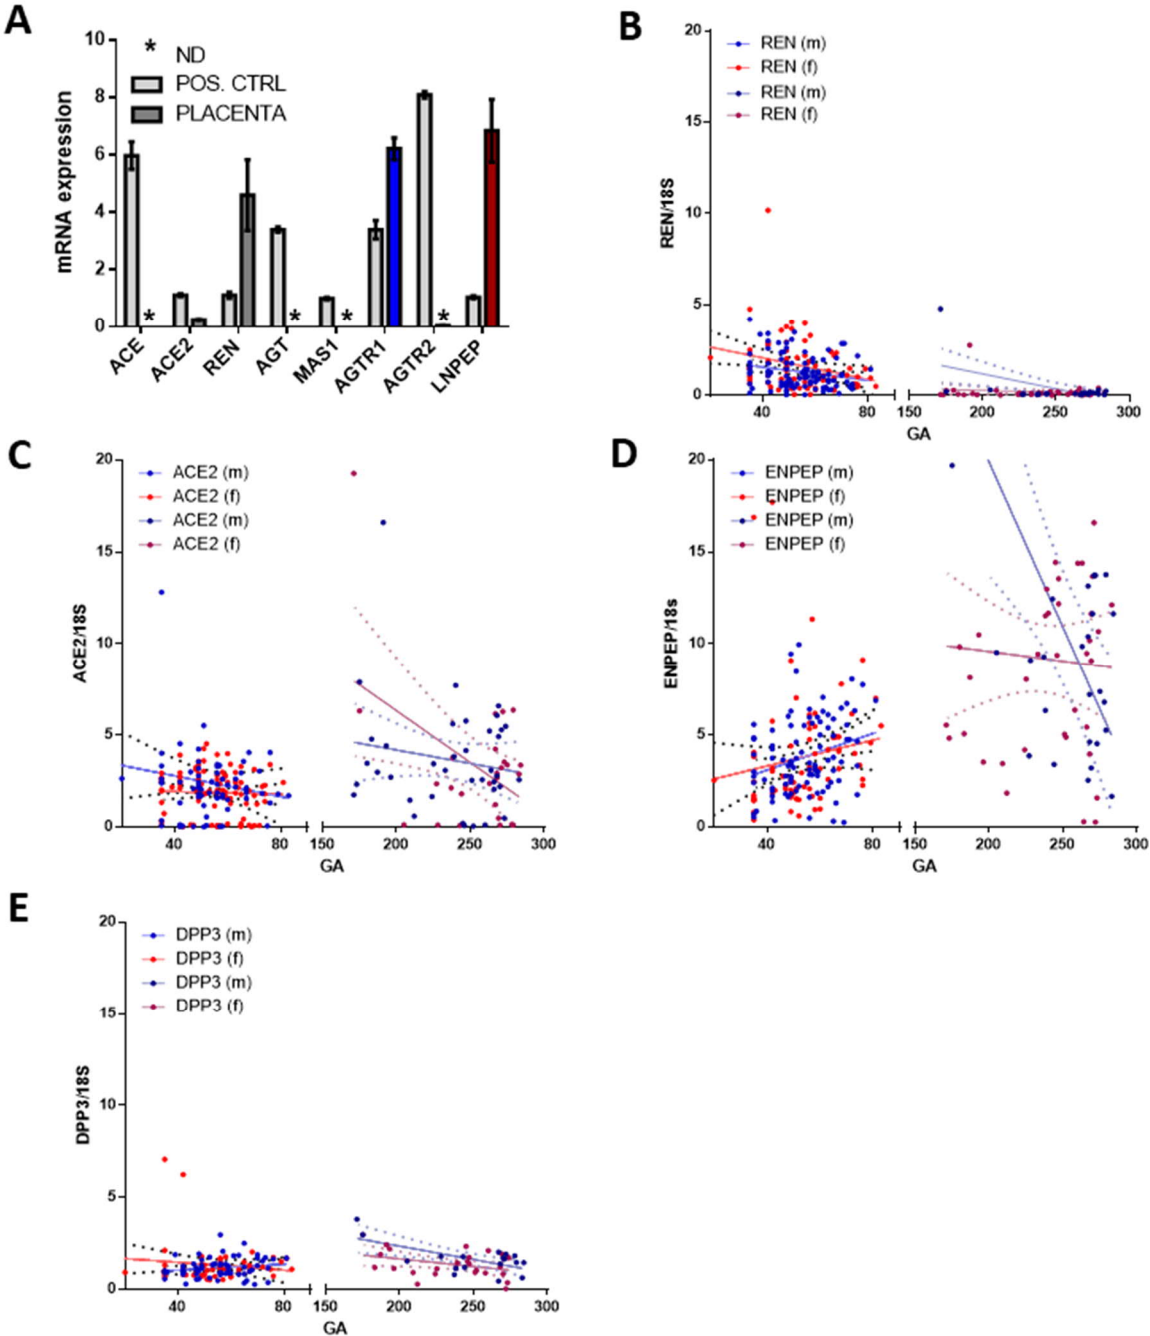 A
10
8
6
4
2
0
mRNA expression
* ND
POS. CTRL
PLACENTA
* * * *
ACE ACE2 REN AGT MAS1 AGTR1 AGTR2 LNPEP
B
20
15
10
5
0
REN/18S
REN (m)
REN (f)
REN (m)
REN (f)
40 80 150 200 250 300
GA
C
20
15
10
5
0
ACE2/18S
ACE2 (m)
ACE2 (f)
ACE2 (m)
ACE2 (f)
40 80 150 200 250 300
GA
D
20
15
10
5
0
ENPEP/18s
ENPEP (m)
ENPEP (f)
ENPEP (m)
ENPEP (f)
40 80 150 200 250 300
GA
E
20
15
10
5
0
DPP3/18S
DPP3 (m)
DPP3 (f)
DPP3 (m)
DPP3 (f)
40 80 150 200 250 300
GA